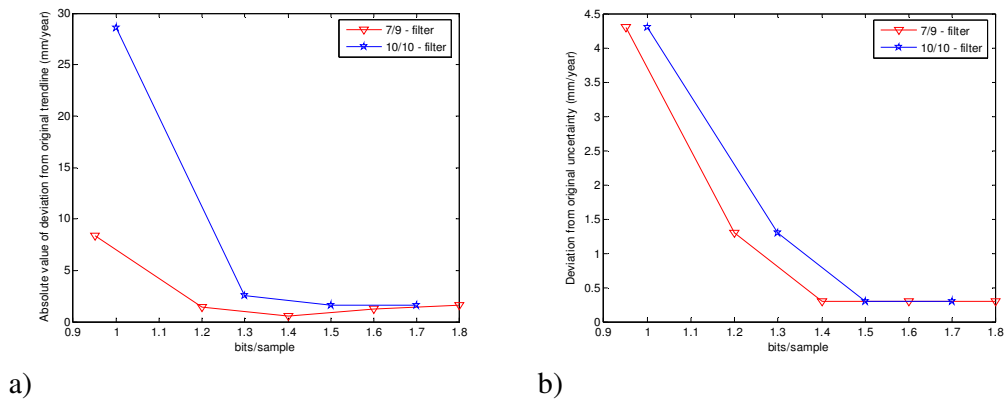 Absolute value of deviation from original trendline (mm/year)
30
25
20
15
10
5
0
0.9 1 1.1 1.2 1.3 1.4 1.5 1.6 1.7 1.8
bits/sample
7/9 - filter
10/10 - filter
a)
Deviation from original uncertainty (mm/year)
4.5
4
3.5
3
2.5
2
1.5
1
0.5
0
0.9 1 1.1 1.2 1.3 1.4 1.5 1.6 1.7 1.8
bits/sample
7/9 - filter
10/10 - filter
b)